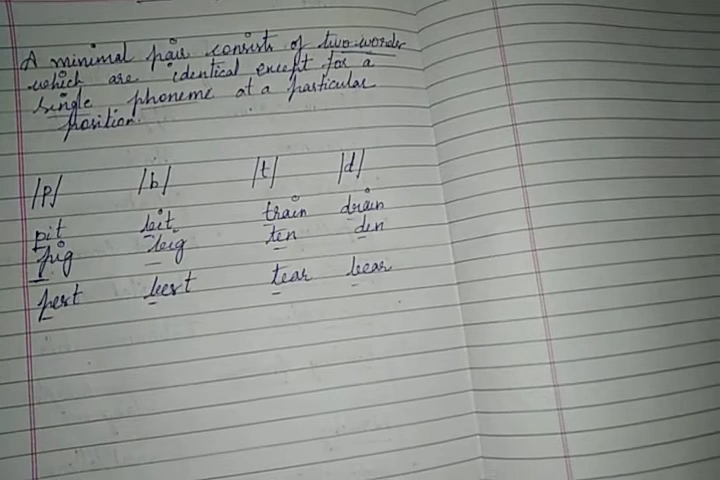 A minimal pair consists of two words
which are identical except for a
single phoneme at a particular
position.
/p/ /b/ /t/ /d/
pit bit train drain
pig big ten den
pest best tear bear